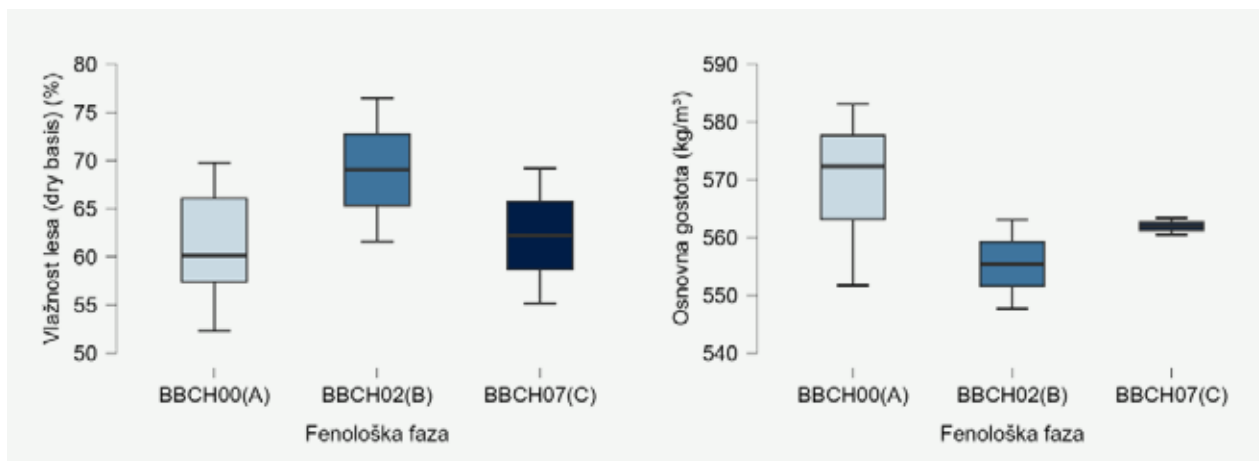 Vlažnost lesa (dry basis) (%)
80
75
70
65
60
55
50
BBCH00(A)
BBCH02(B)
BBCH07(C)
Fenološka faza
Osnovna gostota (kg/m³)
590
580
570
560
550
540
BBCH00(A)
BBCH02(B)
BBCH07(C)
Fenološka faza